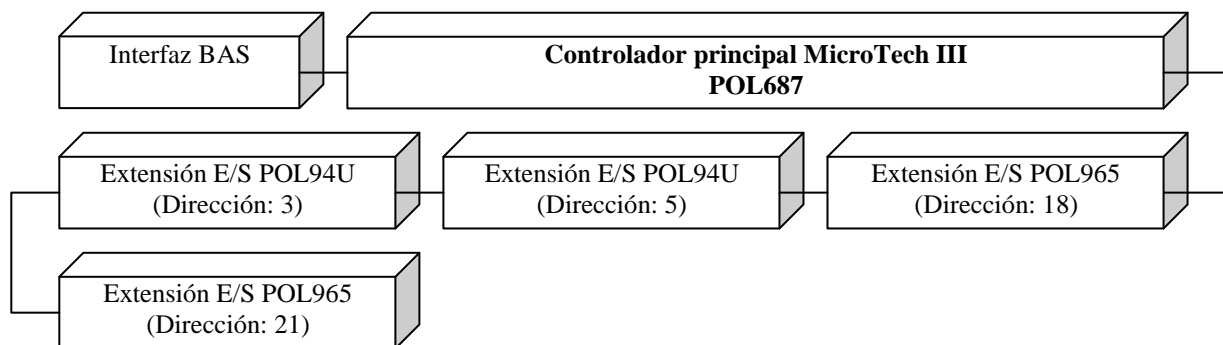 Interfaz BAS
Controlador principal MicroTech III
POL687
Extensión E/S POL94U
(Dirección: 3)
Extensión E/S POL94U
(Dirección: 5)
Extensión E/S POL965
(Dirección: 18)
Extensión E/S POL965
(Dirección: 21)